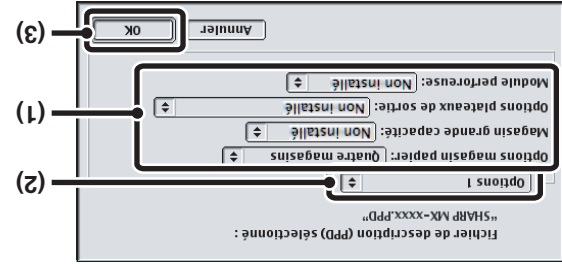 Fichier de description (PPD) sélectionné :
"SHARP MX-xxxx.PPD"
Options 1
(2)
Options magasin papier: Quatre magasins
Magasin grande capacité: Non installé
(1)
Options plateaux de sortie: Non installé
Module perforeuse: Non installé
Annuler
OK
(3)